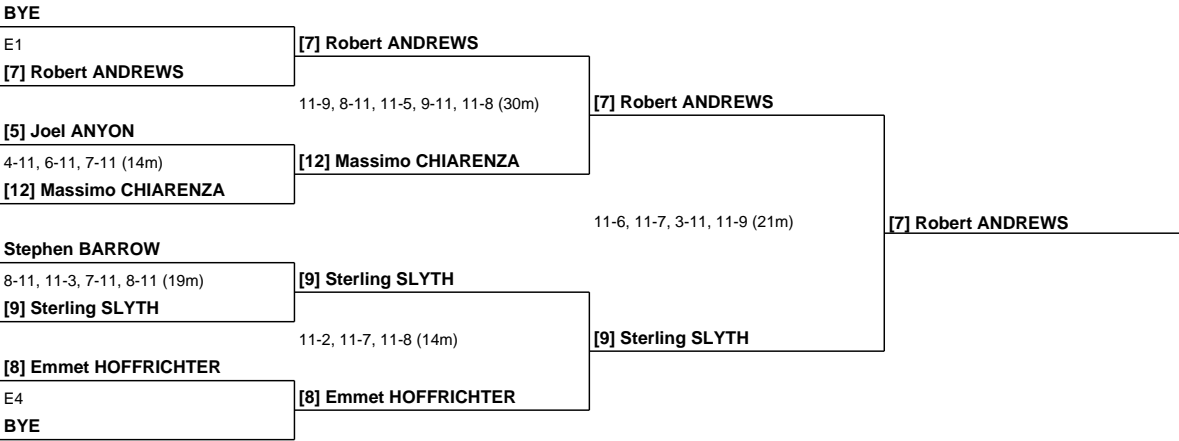 BYE
E1
[7] Robert ANDREWS
[7] Robert ANDREWS
11-9, 8-11, 11-5, 9-11, 11-8 (30m)
[7] Robert ANDREWS
[5] Joel ANYON
4-11, 6-11, 7-11 (14m)
[12] Massimo CHIARENZA
[12] Massimo CHIARENZA
11-6, 11-7, 3-11, 11-9 (21m)
[7] Robert ANDREWS
Stephen BARROW
8-11, 11-3, 7-11, 8-11 (19m)
[9] Sterling SLYTH
[9] Sterling SLYTH
11-2, 11-7, 11-8 (14m)
[9] Sterling SLYTH
[8] Emmet HOFFRICHTER
E4
[8] Emmet HOFFRICHTER
BYE